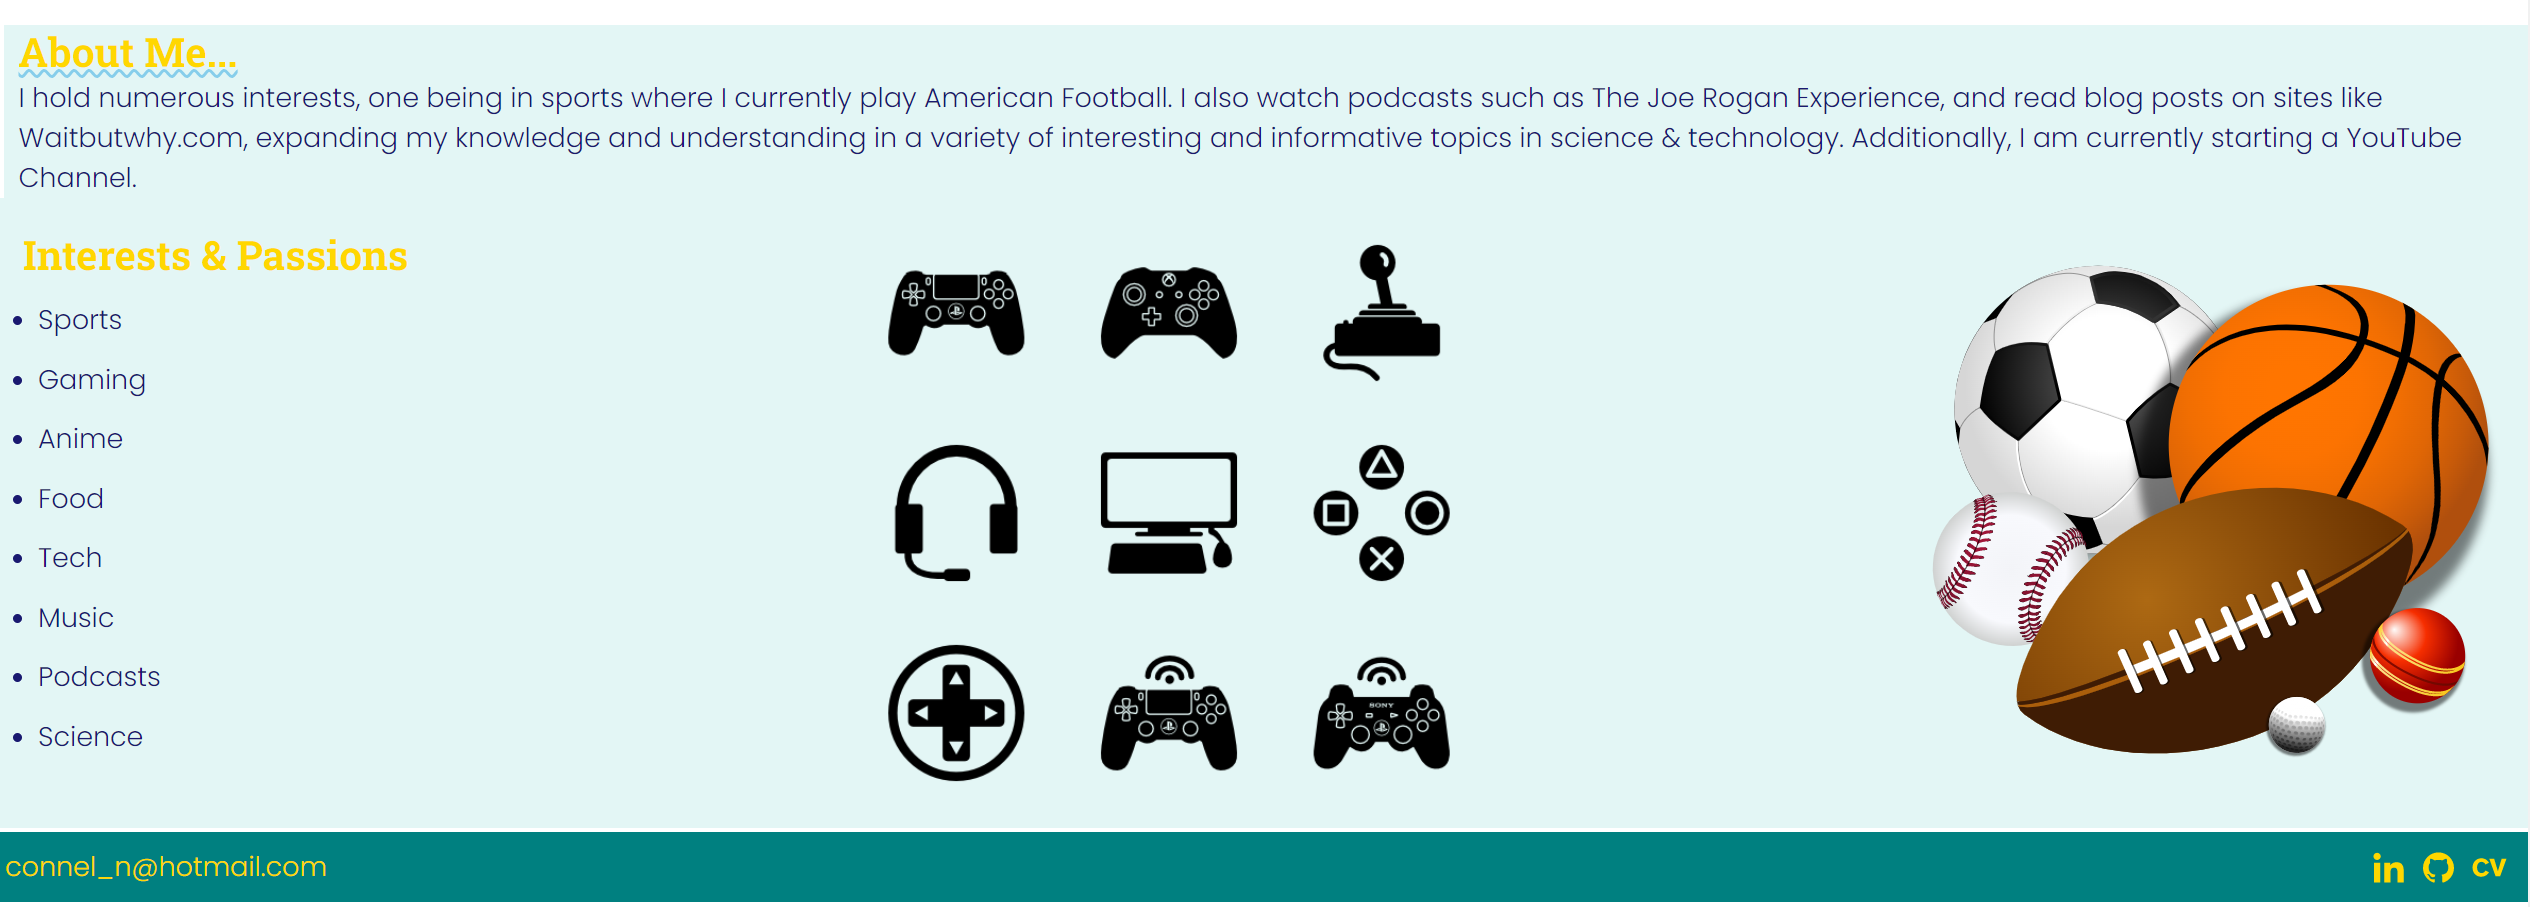 About Me...
I hold numerous interests, one being in sports where I currently play American Football. I also watch podcasts such as The Joe Rogan Experience, and read blog posts on sites like
Waitbutwhy.com, expanding my knowledge and understanding in a variety of interesting and informative topics in science & technology. Additionally, I am currently starting a YouTube
Channel.
Interests & Passions
Sports
Gaming
Anime
Food
Tech
Music
Podcasts
Science
SONY
connel_n@hotmail.com
in
CV